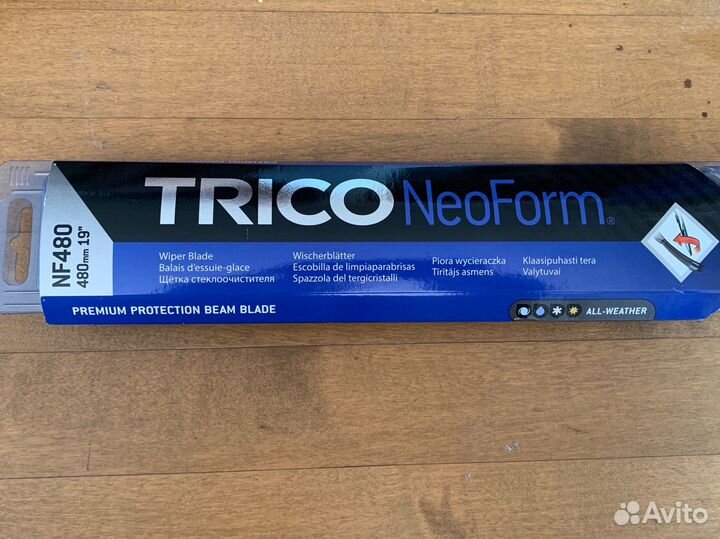 TRICO NeoForm®
NF480
480mm 19"
Wiper Blade
Balais d'essuie-glace
Щётка стеклоочистителя
Wischerblätter
Escobilla de limpiaparabrisas
Spazzola del tergicristalli
Piora wycieraczka
Tīrītājs asmens
Klaasipuhasti tera
Valytuvai
PREMIUM PROTECTION BEAM BLADE
ALL-WEATHER
Avito